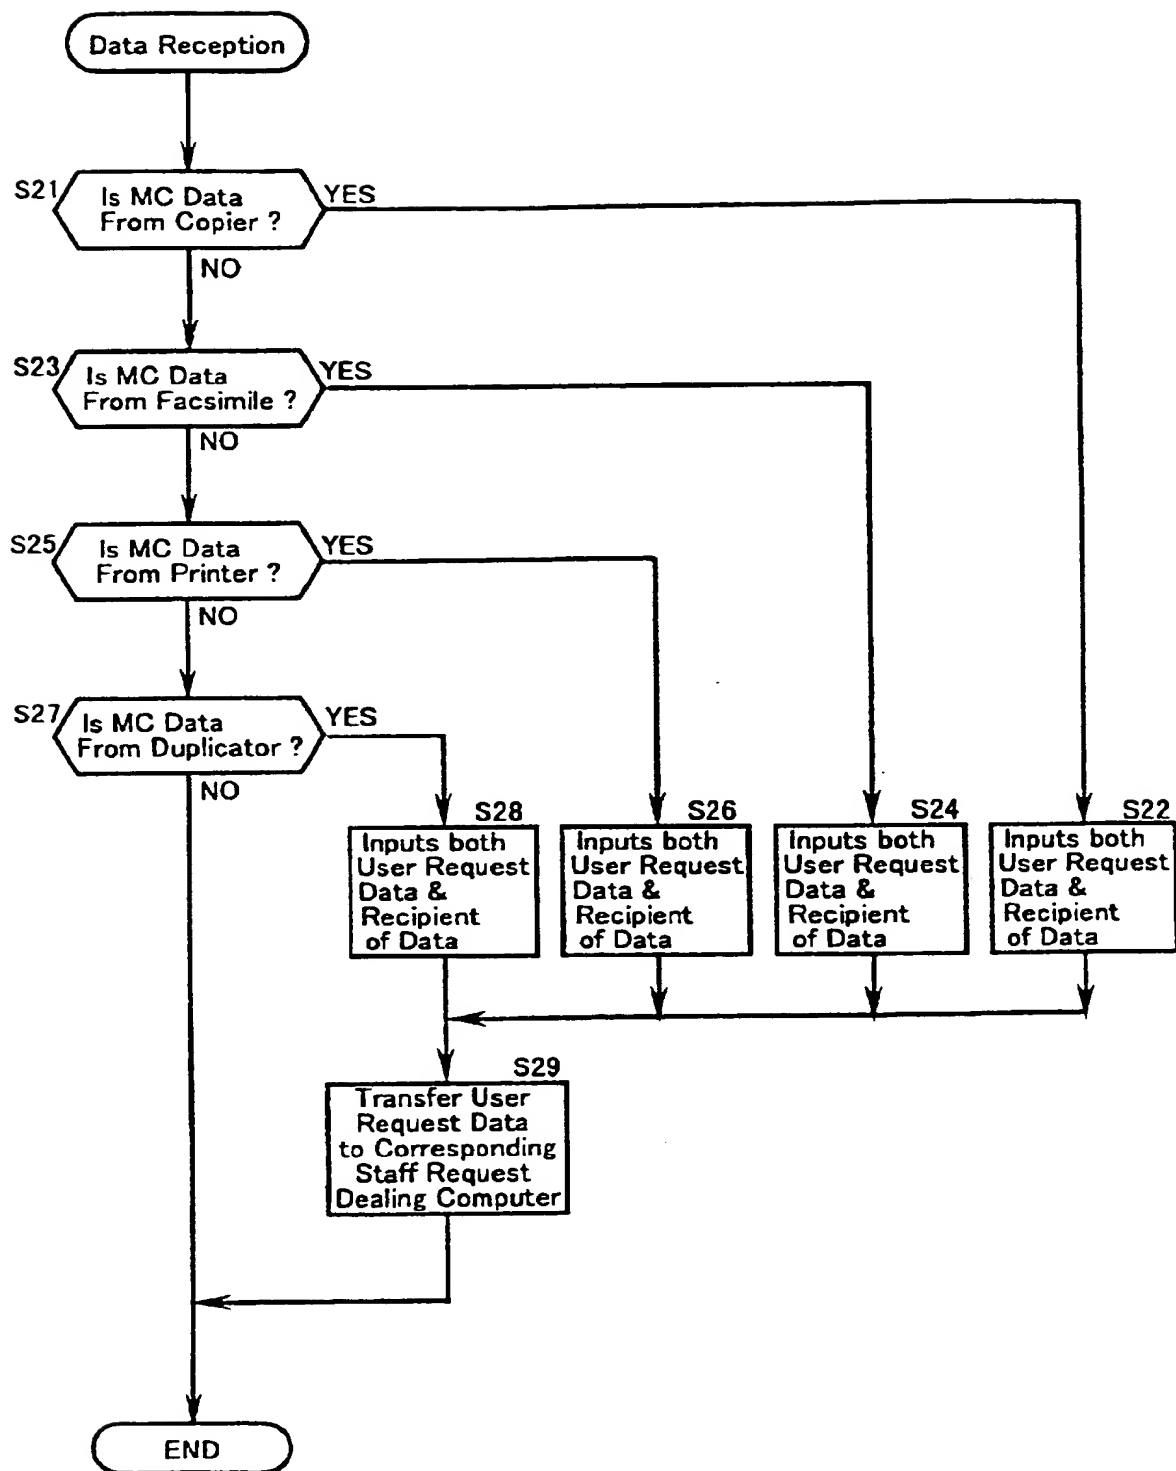 Data Reception
S21
Is MC Data
From Copier ?
YES
NO
S23
Is MC Data
From Facsimile ?
YES
NO
S25
Is MC Data
From Printer ?
YES
NO
S27
Is MC Data
From Duplicator ?
YES
NO
S28
Inputs both
User Request
Data &
Recipient
of Data
S26
Inputs both
User Request
Data &
Recipient
of Data
S24
Inputs both
User Request
Data &
Recipient
of Data
S22
Inputs both
User Request
Data &
Recipient
of Data
S29
Transfer User
Request Data
to Corresponding
Staff Request
Dealing Computer
END